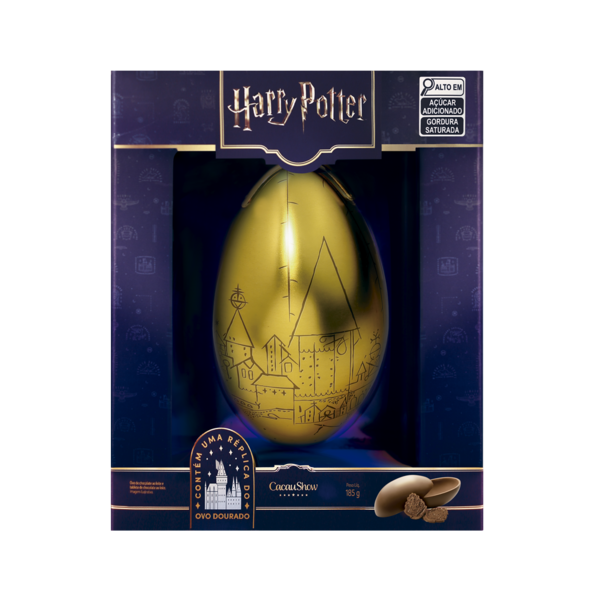 Harry Potter
ALTO EM
AÇÚCAR
ADICIONADO
GORDURA
SATURADA
CONTÉM UMA RÉPLICA DO
OVO DOURADO
CacauShow
185 g